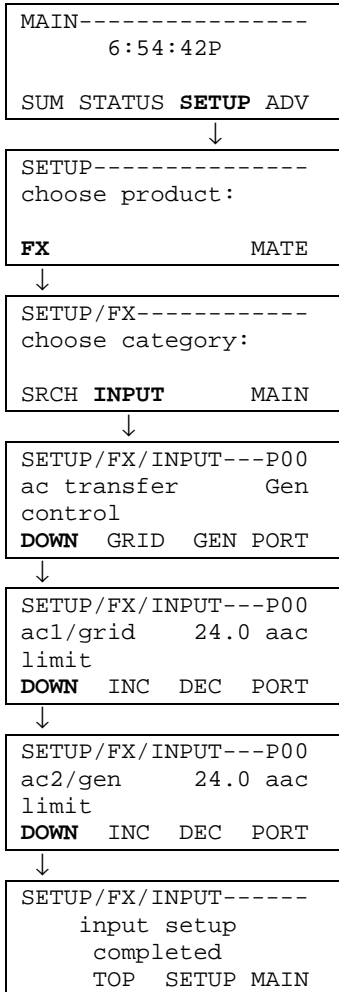 MAIN-----------------
6:54:42P
SUM STATUS SETUP ADV
↓
SETUP---------------
choose product:
FX MATE
↓
SETUP/FX------------
choose category:
SRCH INPUT MAIN
↓
SETUP/FX/INPUT---P00
ac transfer Gen
control
DOWN GRID GEN PORT
↓
SETUP/FX/INPUT---P00
ac1/grid 24.0 aac
limit
DOWN INC DEC PORT
↓
SETUP/FX/INPUT---P00
ac2/gen 24.0 aac
limit
DOWN INC DEC PORT
↓
SETUP/FX/INPUT------
input setup
completed
TOP SETUP MAIN